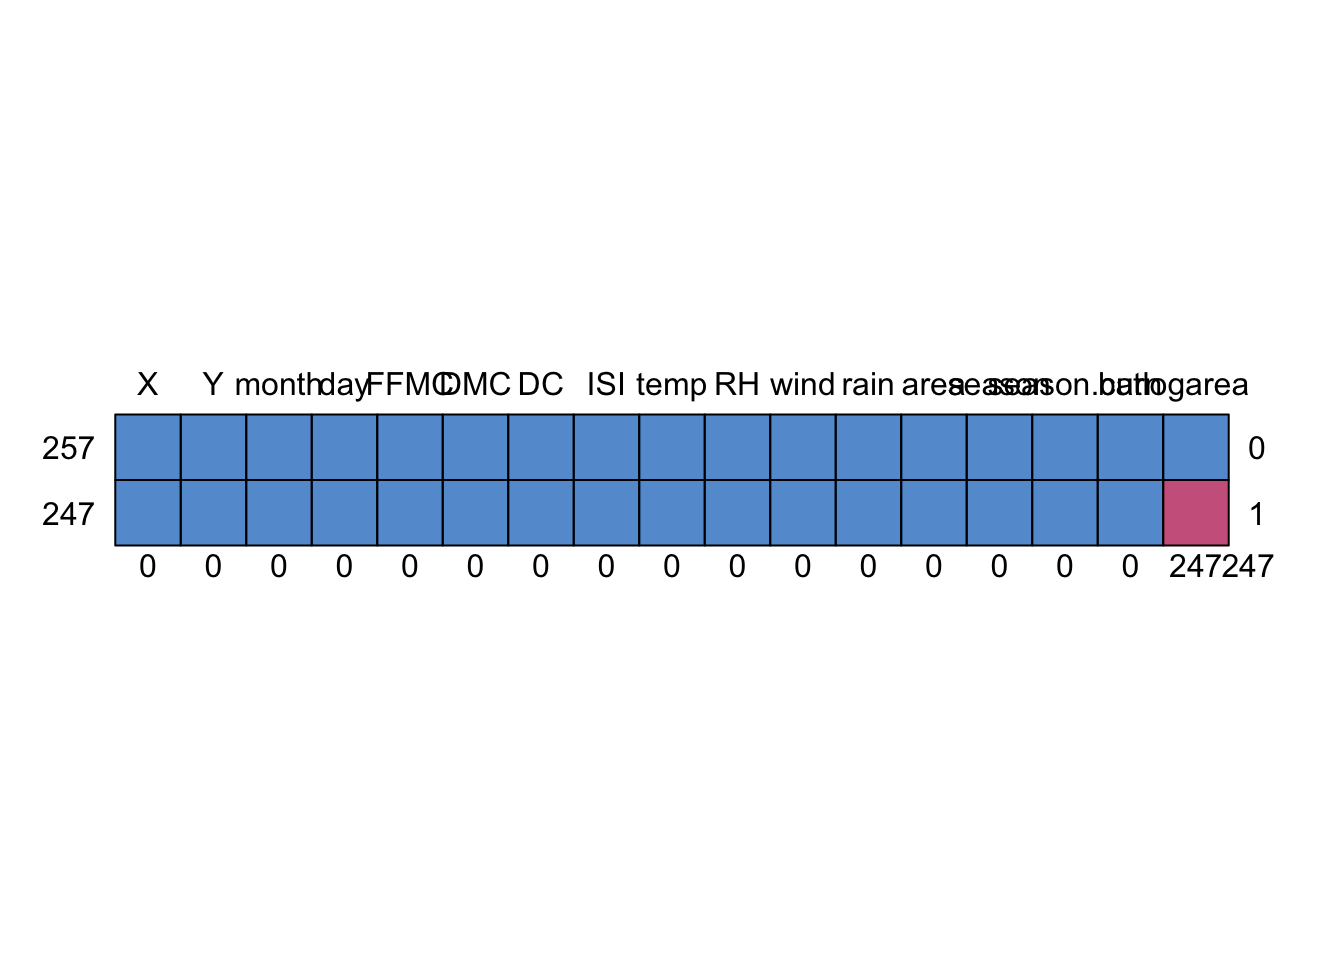 X Y month day FFMC DMC DC ISI temp RH wind rain area season logarea
257 0
247 1
0 0 0 0 0 0 0 0 0 0 0 0 0 0 0 0 247 247